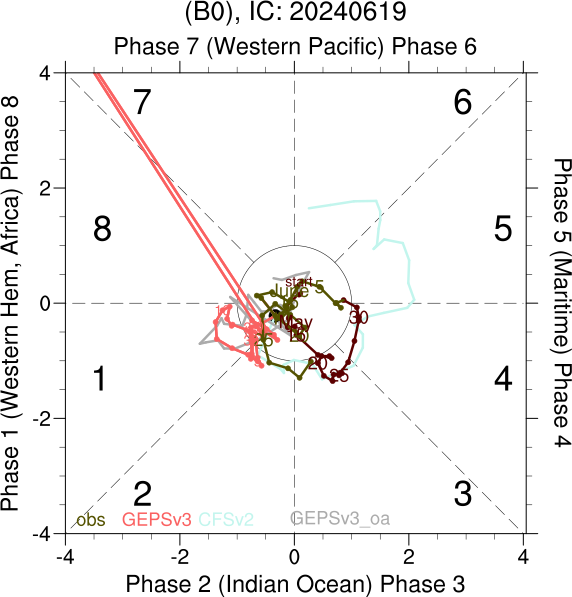 (B0), IC: 20240619
Phase 7 (Western Pacific) Phase 6
4
7
6
2
8
5
start
June 5
0
May
30
25
20
25
1
4
-2
2
3
obs GEPSv3 CFSv2 GEPSv3_oa
-4
-4 -2 0 2 4
Phase 2 (Indian Ocean) Phase 3
Phase 1 (Western Hem, Africa) Phase 8
Phase 5 (Maritime) Phase 4